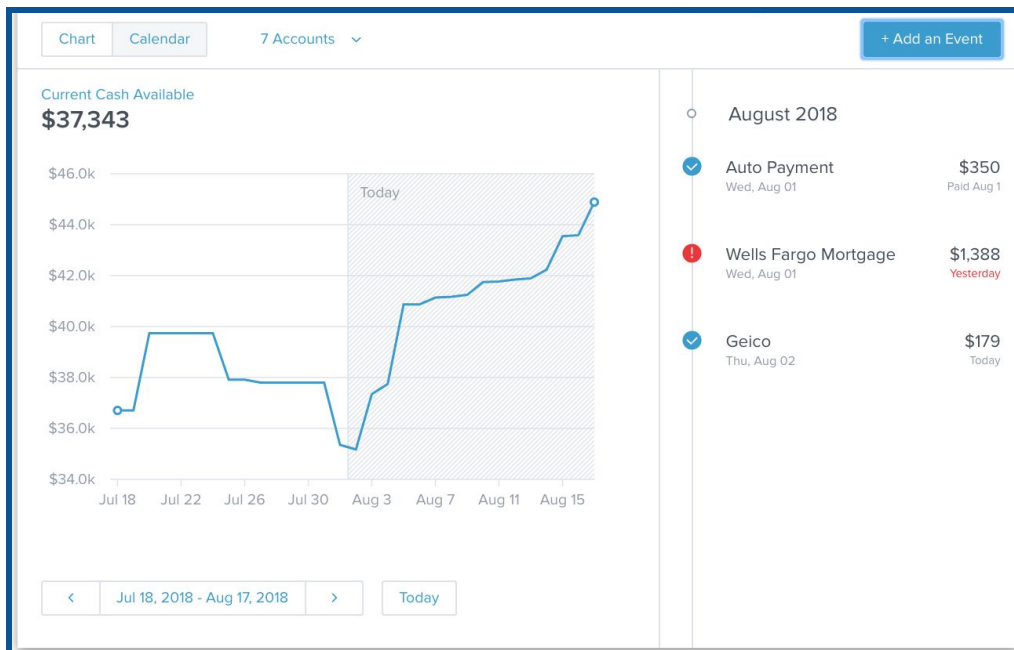 Chart
Calendar
7 Accounts
+ Add an Event
Current Cash Available
$37,343
$46.0k
$44.0k
$42.0k
$40.0k
$38.0k
$36.0k
$34.0k
Today
Jul 18
Jul 22
Jul 26
Jul 30
Aug 3
Aug 7
Aug 11
Aug 15
Jul 18, 2018 - Aug 17, 2018
Today
August 2018
Auto Payment $350
Wed, Aug 01 Paid Aug 1
Wells Fargo Mortgage $1,388
Wed, Aug 01 Yesterday
Geico $179
Thu, Aug 02 Today